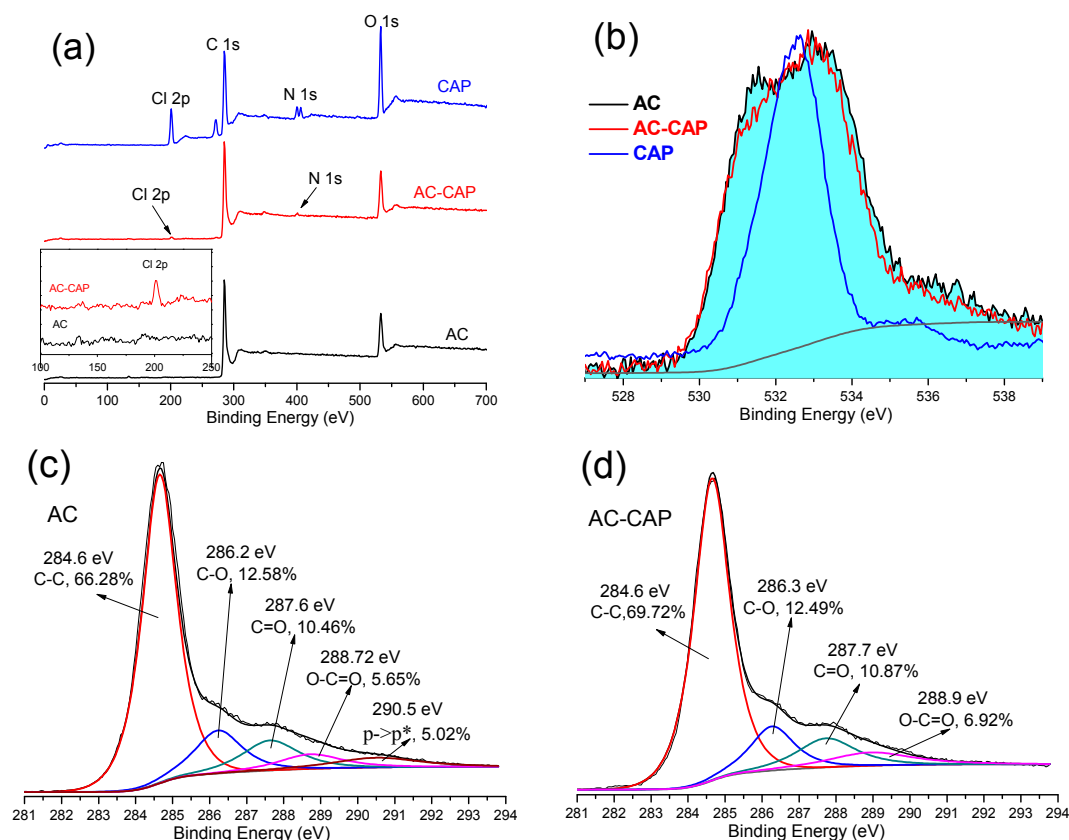 (a)
O 1s
C 1s
Cl 2p
N 1s
CAP
Cl 2p
N 1s
AC-CAP
Cl 2p
AC-CAP
AC
100 150 200 250
AC
0 100 200 300 400 500 600 700
Binding Energy (eV)
(b)
AC
AC-CAP
CAP
528 530 532 534 536 538
Binding Energy (eV)
(c)
AC
284.6 eV
C-C, 66.28%
286.2 eV
C-O, 12.58%
287.6 eV
C=O, 10.46%
288.72 eV
O-C=O, 5.65%
290.5 eV
p->p*, 5.02%
281 282 283 284 285 286 287 288 289 290 291 292 293 294
Binding Energy (eV)
(d)
AC-CAP
284.6 eV
C-C,69.72%
286.3 eV
C-O, 12.49%
287.7 eV
C=O, 10.87%
288.9 eV
O-C=O, 6.92%
281 282 283 284 285 286 287 288 289 290 291 292 293 294
Binding Energy (eV)